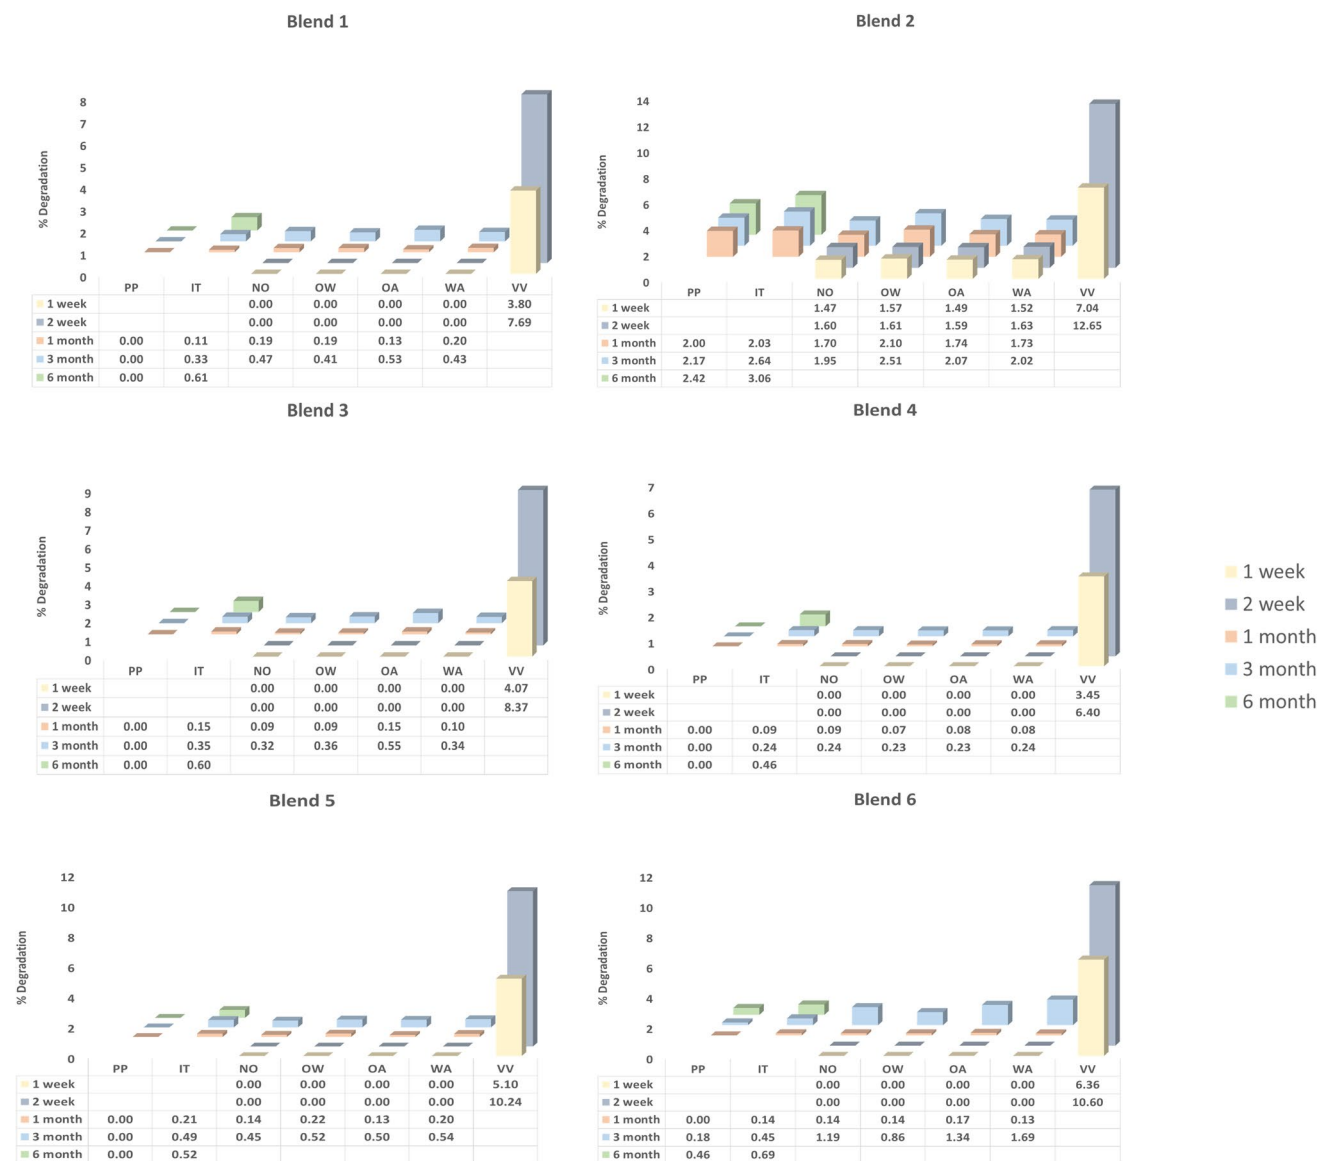 Blend 1
% Degradation
8
7
6
5
4
3
2
1
0
PP IT NO OW OA WA VV
1 week 0.00 0.00 0.00 0.00 3.80
2 week 0.00 0.00 0.00 0.00 7.69
1 month 0.00 0.11 0.19 0.19 0.13 0.20
3 month 0.00 0.33 0.47 0.41 0.53 0.43
6 month 0.00 0.61
Blend 2
% Degradation
14
12
10
8
6
4
2
0
PP IT NO OW OA WA VV
1 week 1.47 1.57 1.49 1.52 7.04
2 week 1.60 1.61 1.59 1.63 12.65
1 month 2.00 2.03 1.70 2.10 1.74 1.73
3 month 2.17 2.64 1.95 2.51 2.07 2.02
6 month 2.42 3.06
Blend 3
% Degradation
9
8
7
6
5
4
3
2
1
0
PP IT NO OW OA WA VV
1 week 0.00 0.00 0.00 0.00 4.07
2 week 0.00 0.00 0.00 0.00 8.37
1 month 0.00 0.15 0.09 0.09 0.15 0.10
3 month 0.00 0.35 0.32 0.36 0.55 0.34
6 month 0.00 0.60
Blend 4
% Degradation
7
6
5
4
3
2
1
0
PP IT NO OW OA WA VV
1 week 0.00 0.00 0.00 0.00 3.45
2 week 0.00 0.00 0.00 0.00 6.40
1 month 0.00 0.09 0.09 0.07 0.08 0.08
3 month 0.00 0.24 0.24 0.23 0.23 0.24
6 month 0.00 0.46
Blend 5
% Degradation
12
10
8
6
4
2
0
PP IT NO OW OA WA VV
1 week 0.00 0.00 0.00 0.00 5.10
2 week 0.00 0.00 0.00 0.00 10.24
1 month 0.00 0.21 0.14 0.22 0.13 0.20
3 month 0.00 0.49 0.45 0.52 0.50 0.54
6 month 0.00 0.52
Blend 6
% Degradation
12
10
8
6
4
2
0
PP IT NO OW OA WA VV
1 week 0.00 0.00 0.00 0.00 6.36
2 week 0.00 0.00 0.00 0.00 10.60
1 month 0.00 0.14 0.14 0.14 0.17 0.13
3 month 0.18 0.45 1.19 0.86 1.34 1.69
6 month 0.46 0.69
1 week
2 week
1 month
3 month
6 month